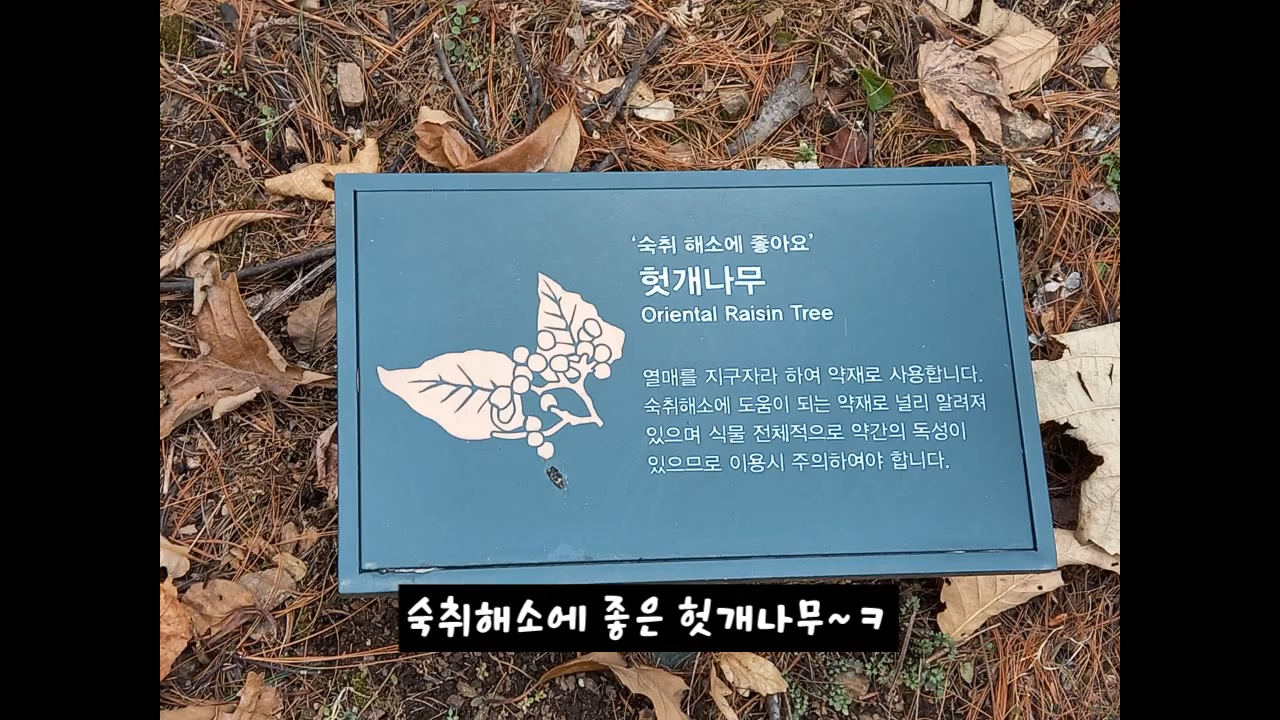 ‘숙취 해소에 좋아요’
헛개나무
Oriental Raisin Tree
열매를 지구자라 하여 약재로 사용합니다.
숙취해소에 도움이 되는 약재로 널리 알려져
있으며 식물 전체적으로 약간의 독성이
있으므로 이용시 주의하여야 합니다.
숙취해소에 좋은 헛개나무~ㅋ